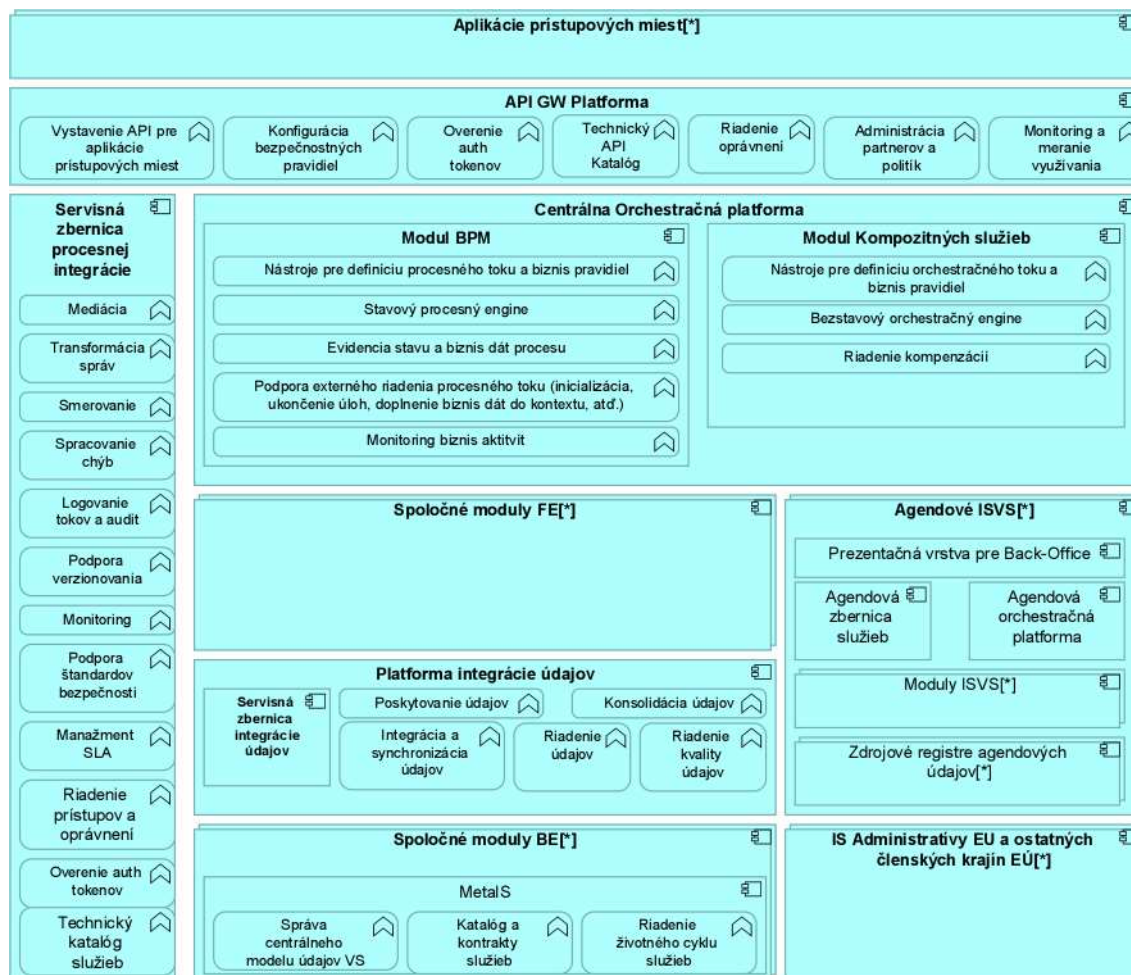 Aplikácie prístupových miest[*]
API GW Platforma
Vystavenie API pre
aplikácie
prístupových miest
Konfigurácia
bezpečnostných
pravidiel
Overenie
auth
tokenov
Technický
API
Katalóg
Riadenie
oprávnení
Administrácia
partnerov a
politík
Monitoring a
meranie
využívania
Servisná
zbernica
procesnej
integrácie
Mediácia
Transformácia
správ
Smerovanie
Spracovanie
chýb
Logovanie
tokov a audit
Podpora
verzionovania
Monitoring
Podpora
štandardov
bezpečnosti
Manažment
SLA
Riadenie
prístupov a
oprávnení
Overenie auth
tokenov
Technický
katalóg
služieb
Centrálna Orchestračná platforma
Modul BPM
Nástroje pre definíciu procesného toku a biznis pravidiel
Stavový procesný engine
Evidencia stavu a biznis dát procesu
Podpora externého riadenia procesného toku (inicializácia,
ukončenie úloh, doplnenie biznis dát do kontextu, atď.)
Monitoring biznis aktitvit
Modul Kompozitných služieb
Nástroje pre definíciu orchestračného toku a
biznis pravidiel
Bezstavový orchestračný engine
Riadenie kompenzácií
Spoločné moduly FE[*]
Agendové ISVS[*]
Prezentačná vrstva pre Back-Office
Agendová
zbernica
služieb
Agendová
orchestračná
platforma
Moduly ISVS[*]
Zdrojové registre agendových
údajov[*]
Platforma integrácie údajov
Servisná
zbernica
integrácie
údajov
Poskytovanie údajov
Konsolidácia údajov
Integrácia a
synchronizácia
údajov
Riadenie
údajov
Riadenie
kvality
údajov
Spoločné moduly BE[*]
MetaIS
Správa
centrálneho
modelu údajov VS
Katalóg a
kontrakty
služieb
Riadenie
životného cyklu
služieb
IS Administratívy EU a ostatných
členských krajín EÚ[*]